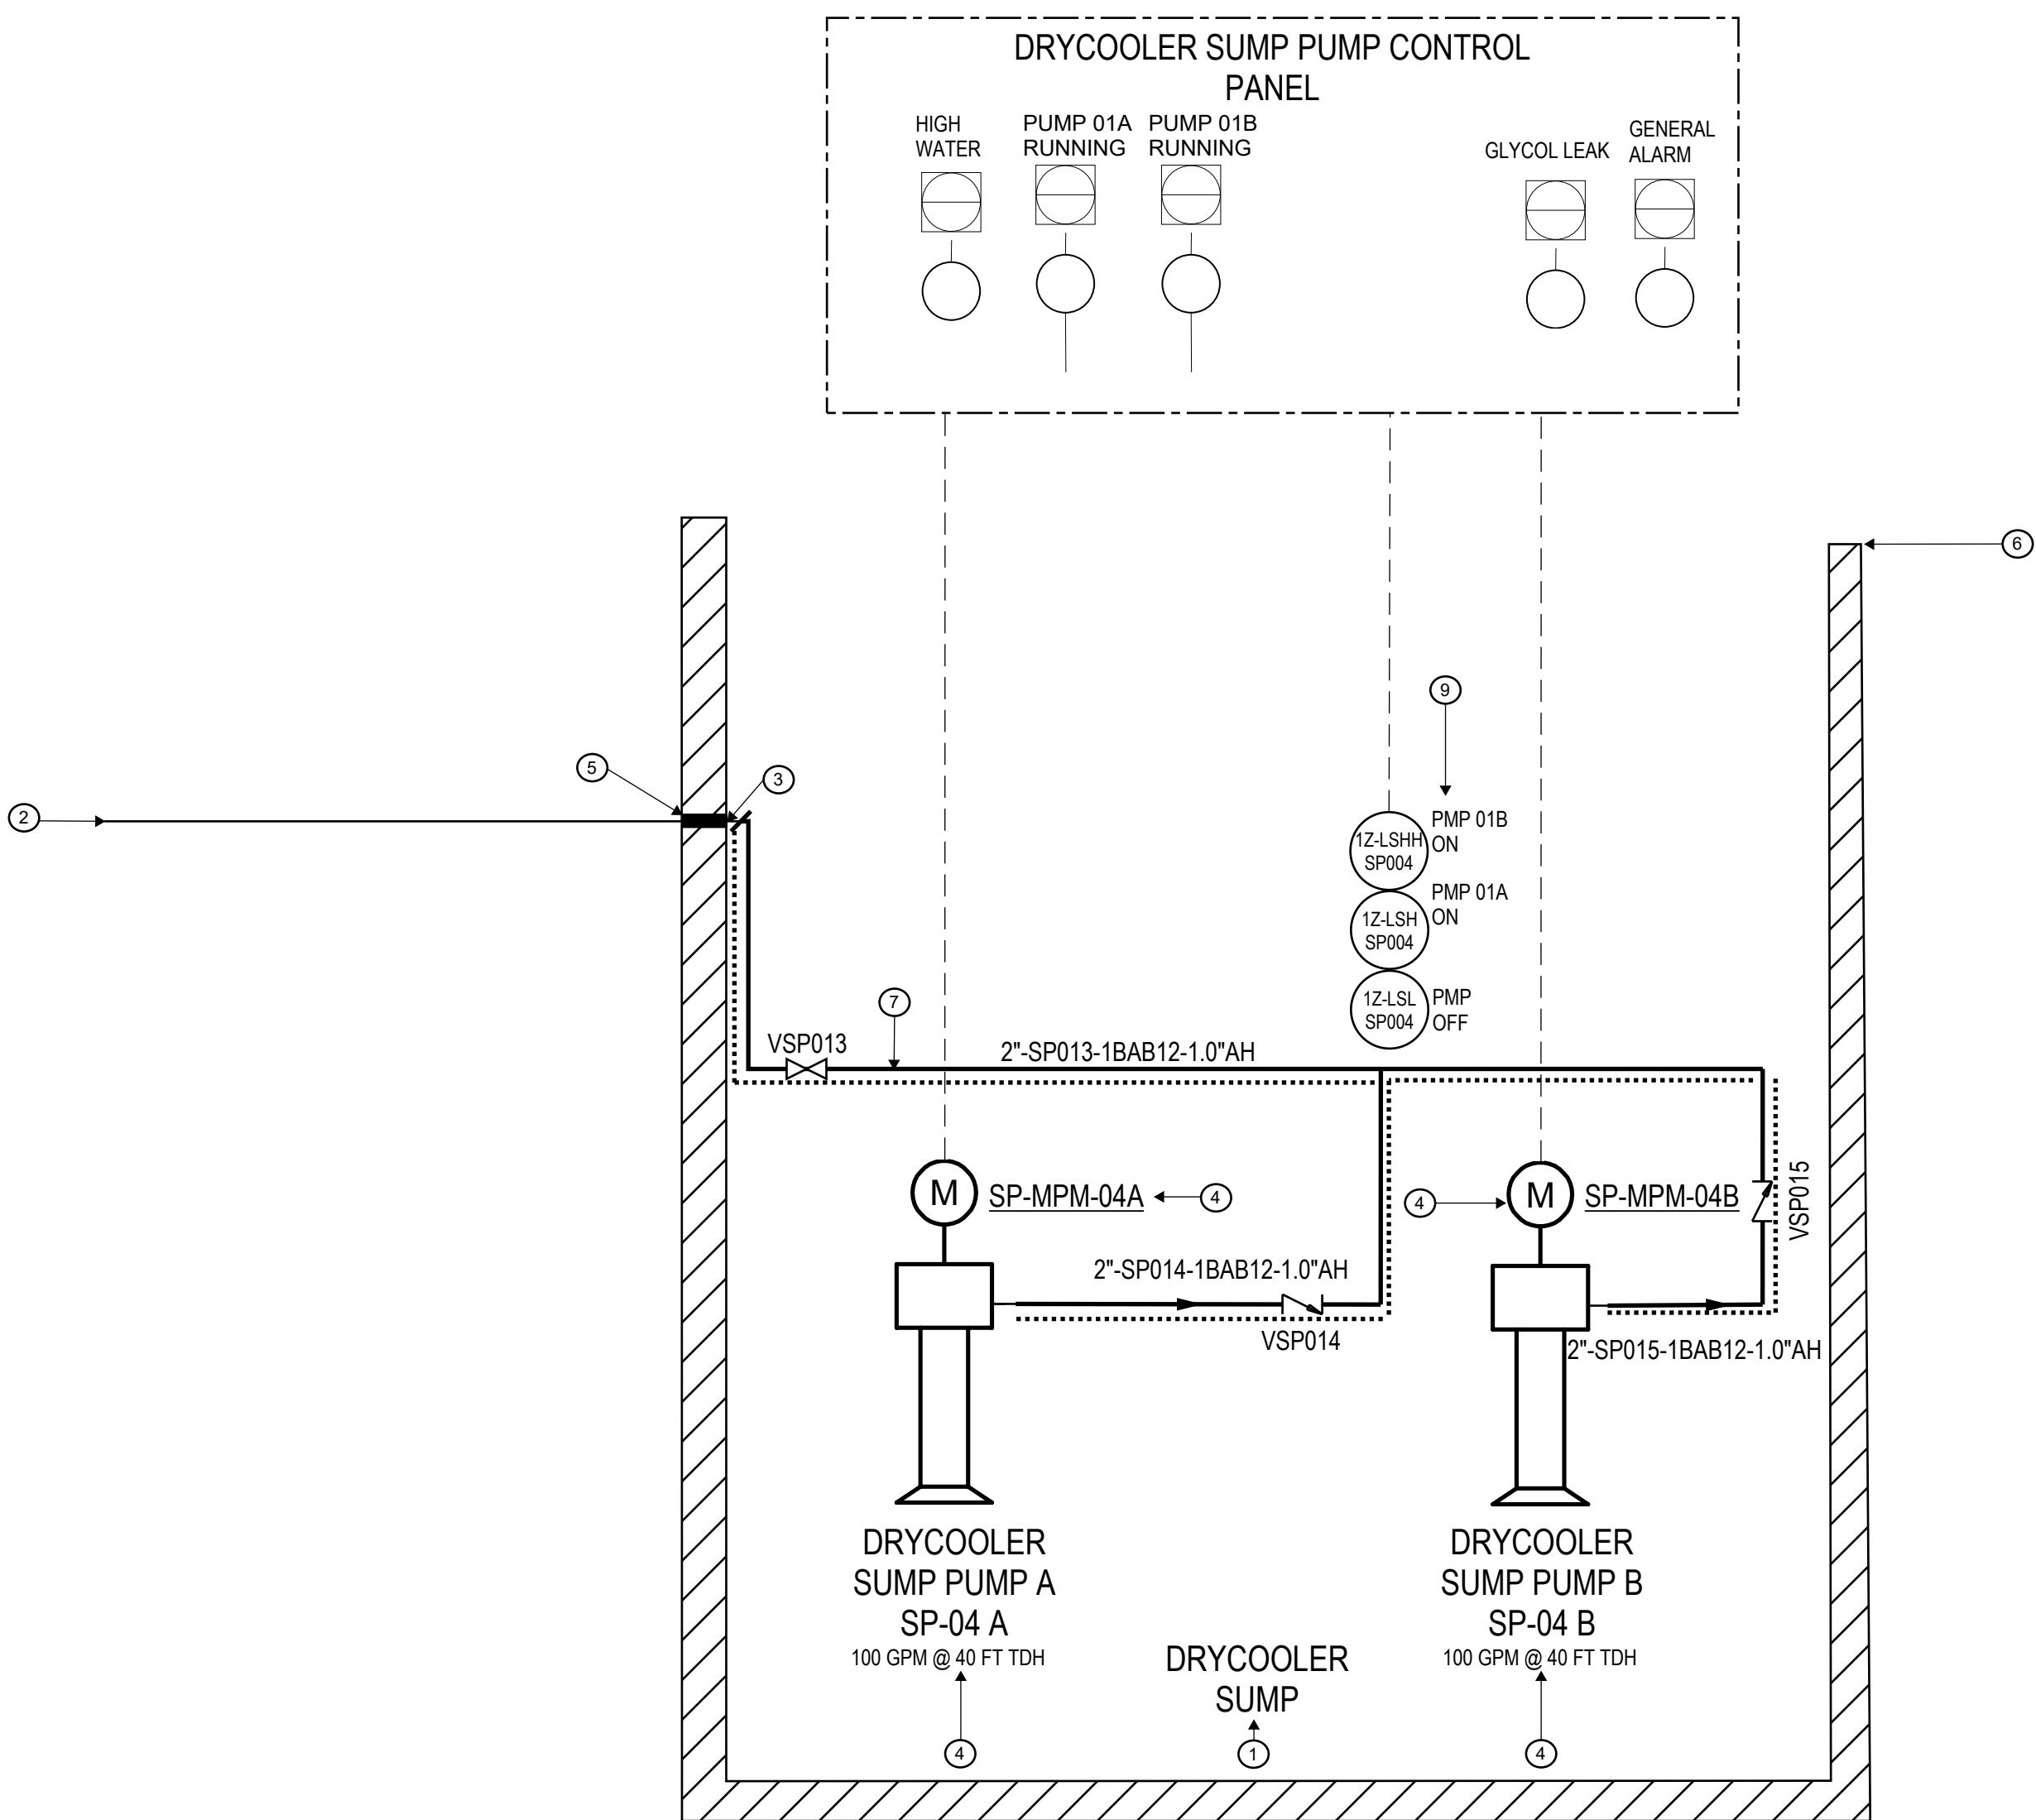 DRYCOOLER SUMP PUMP CONTROL
PANEL
HIGH
WATER
PUMP 01A
RUNNING
PUMP 01B
RUNNING
GLYCOL LEAK
GENERAL
ALARM
6
9
5
3
2
1Z-LSHH
SP004
PMP 01B
ON
1Z-LSH
SP004
PMP 01A
ON
1Z-LSL
SP004
PMP
OFF
7
VSP013
2"-SP013-1BAB12-1.0"AH
M
SP-MPM-04A
4
4
M
SP-MPM-04B
VSP015
2"-SP014-1BAB12-1.0"AH
VSP014
2"-SP015-1BAB12-1.0"AH
DRYCOOLER
SUMP PUMP A
SP-04 A
100 GPM @ 40 FT TDH
DRYCOOLER
SUMP PUMP B
SP-04 B
100 GPM @ 40 FT TDH
DRYCOOLER
SUMP
4
1
4